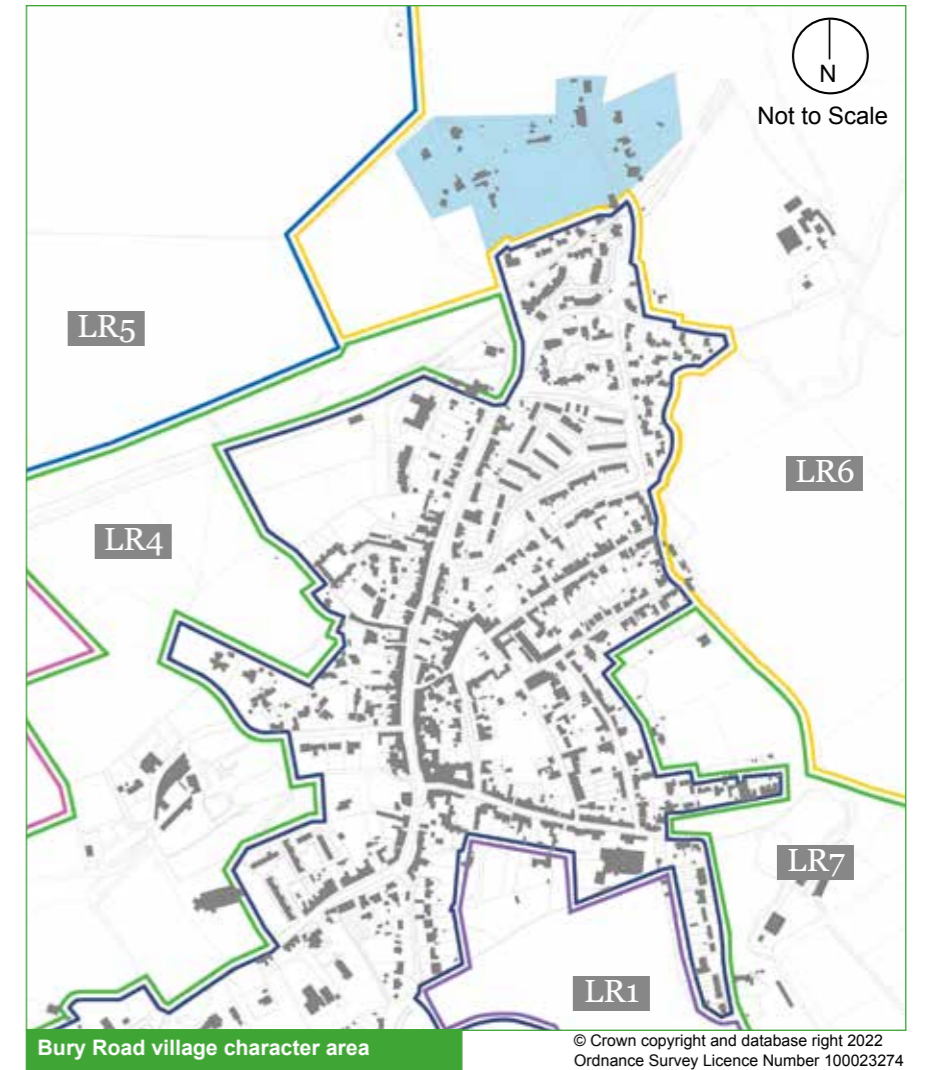 N
Not to Scale
LR5
LR6
LR4
LR7
LR1
Bury Road village character area
© Crown copyright and database right 2022
Ordnance Survey Licence Number 100023274